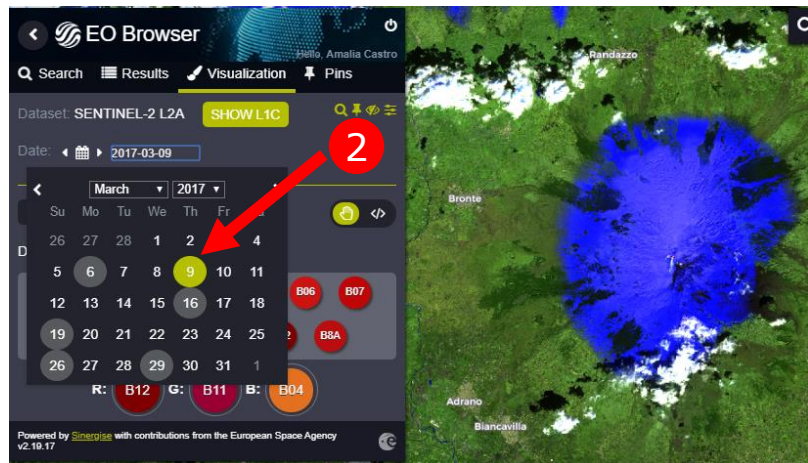 EO Browser
Hello, Amalia Castro
Search Results Visualization Pins
Dataset: SENTINEL-2 L2A SHOW L1C
Date: 2017-03-09
2
March 2017
Su Mo Tu We Th Fr
26 27 28 1 2 4
5 6 7 8 9 10 11
12 13 14 15 16 17 18
19 20 21 22 23 24 25
26 27 28 29 30 31 1
</>
B06 B07
B8A
R: B12 G: B11 B: B04
Powered by Sinergise with contributions from the European Space Agency
v2.19.17
Randazzo
Bronte
Adrano
Biancavilla